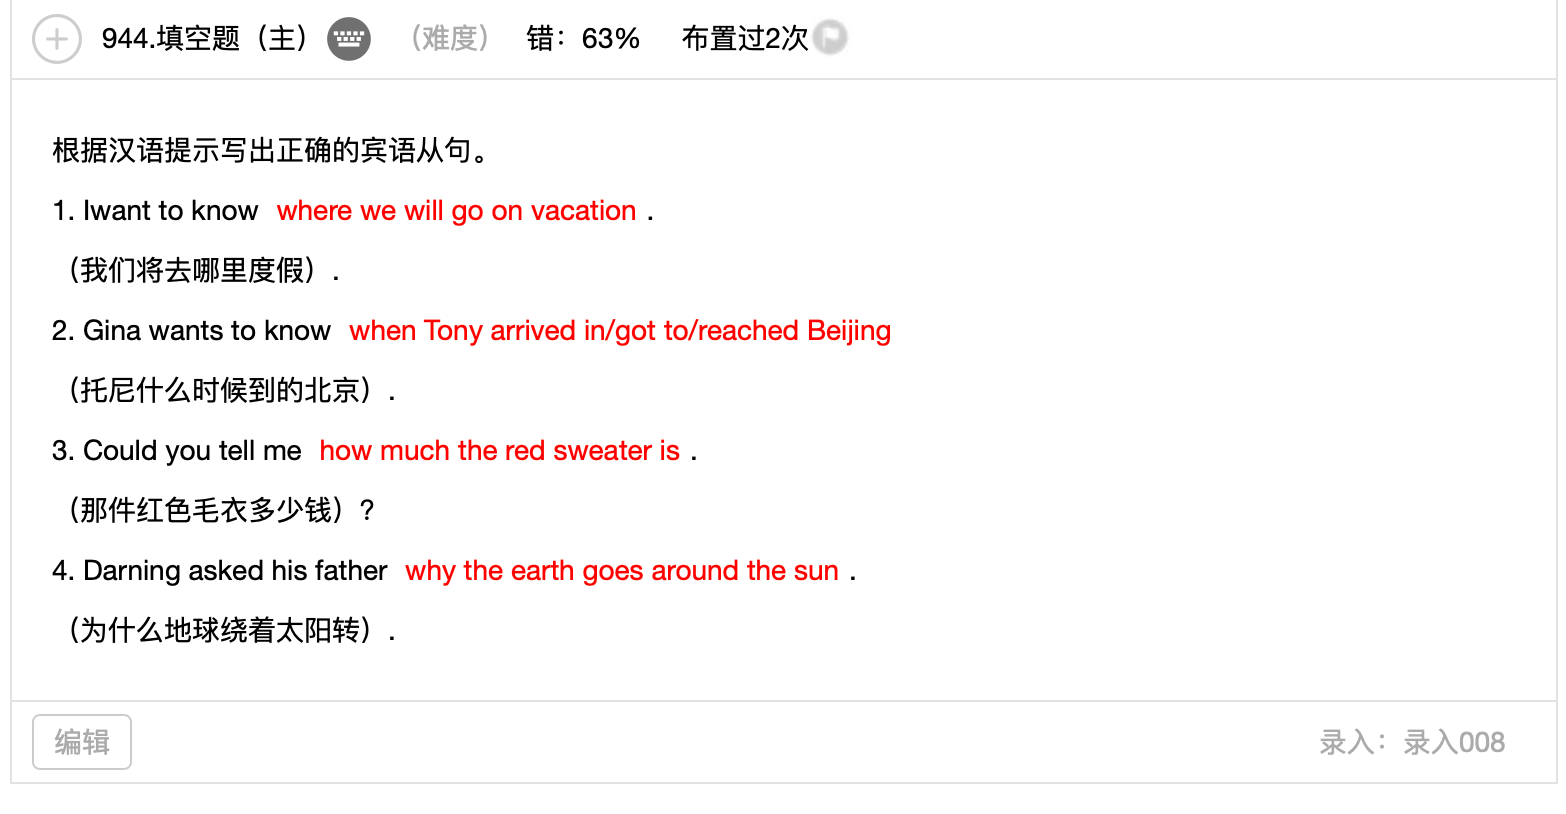 944.填空题（主） （难度） 错：63% 布置过2次
根据汉语提示写出正确的宾语从句。
1. Iwant to know where we will go on vacation .
（我们将去哪里度假）.
2. Gina wants to know when Tony arrived in/got to/reached Beijing
（托尼什么时候到的北京）.
3. Could you tell me how much the red sweater is .
（那件红色毛衣多少钱）?
4. Darning asked his father why the earth goes around the sun .
（为什么地球绕着太阳转）.
编辑 录入：录入008